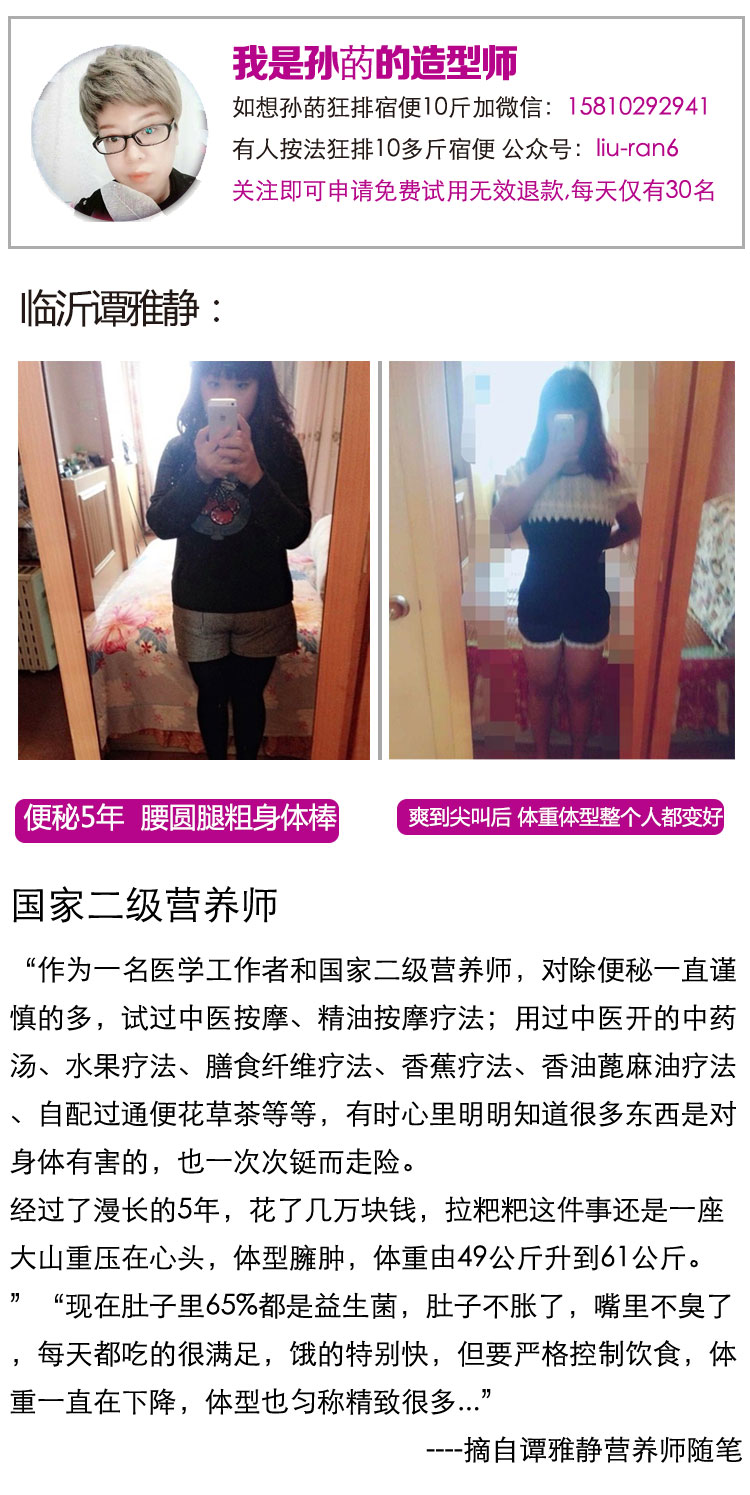 我是孙菂的造型师
如想孙菂狂排宿便10斤加微信：15810292941
有人按法狂排10多斤宿便 公众号：liu-ran6
关注即可申请免费试用无效退款,每天仅有30名
临沂谭雅静：
便秘5年 腰圆腿粗身体棒
爽到尖叫后 体重体型整个人都变好
国家二级营养师
“作为一名医学工作者和国家二级营养师，对除便秘一直谨
慎的多，试过中医按摩、精油按摩疗法；用过中医开的中药
汤、水果疗法、膳食纤维疗法、香蕉疗法、香油蓖麻油疗法
、自配过通便花草茶等等，有时心里明明知道很多东西是对
身体有害的，也一次次铤而走险。
经过了漫长的5年，花了几万块钱，拉粑粑这件事还是一座
大山重压在心头，体型臃肿，体重由49公斤升到61公斤。
” “现在肚子里65%都是益生菌，肚子不胀了，嘴里不臭了
，每天都吃的很满足，饿的特别快，但要严格控制饮食，体
重一直在下降，体型也匀称精致很多...”
----摘自谭雅静营养师随笔